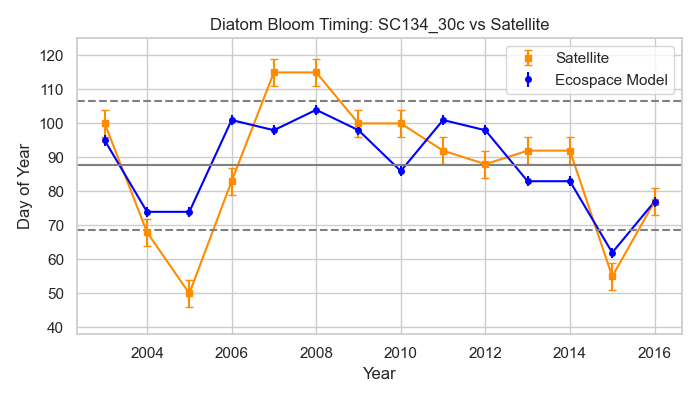 Diatom Bloom Timing: SC134_30c vs Satellite
Satellite
Ecospace Model
Day of Year
120
110
100
90
80
70
60
50
40
2004 2006 2008 2010 2012 2014 2016
Year